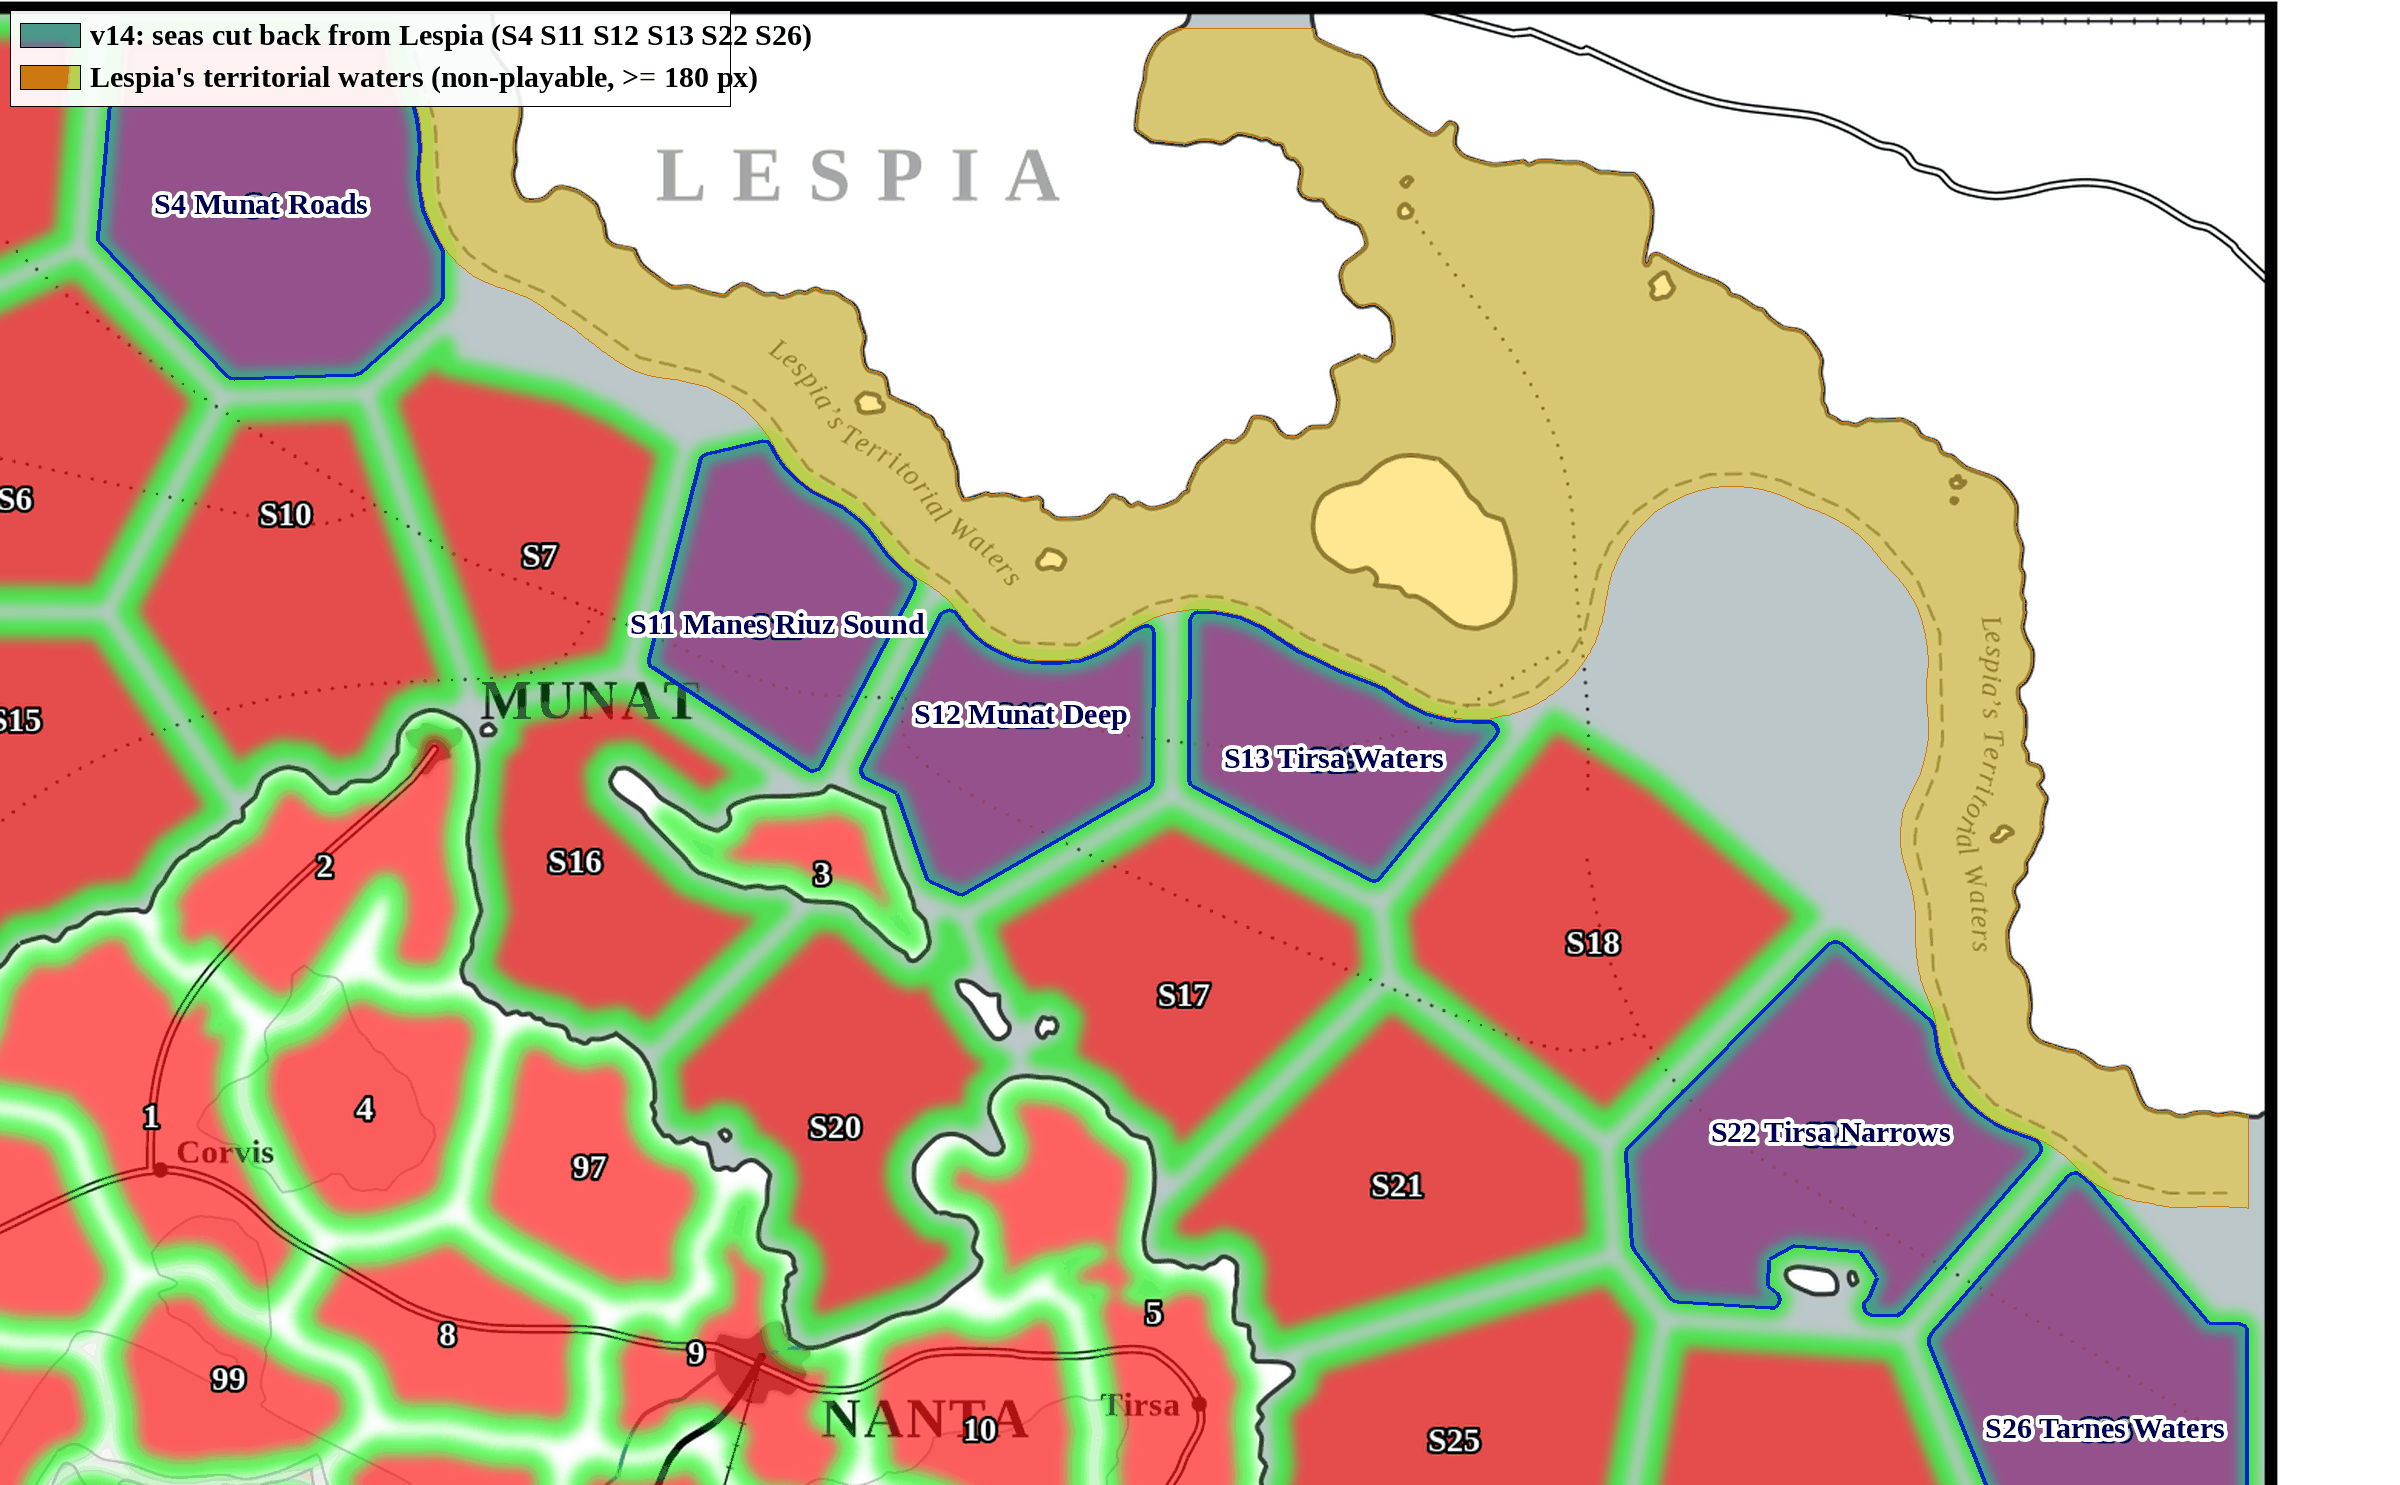 v14: seas cut back from Lespia (S4 S11 S12 S13 S22 S26)
Lespia's territorial waters (non-playable, >= 180 px)
LESPIA
S4 Munat Roads
Lespia's Territorial Waters
S6
S10
S7
S11 Manes Riuz Sound
MUNAT
S15
S12 Munat Deep
S13 Tirsa Waters
Lespia's Territorial Waters
2
S16
3
S18
S17
4
1
Corvis
97
S20
S21
S22 Tirsa Narrows
5
8
9
99
NANTA
10
Tirsa
S25
S26 Tarnes Waters